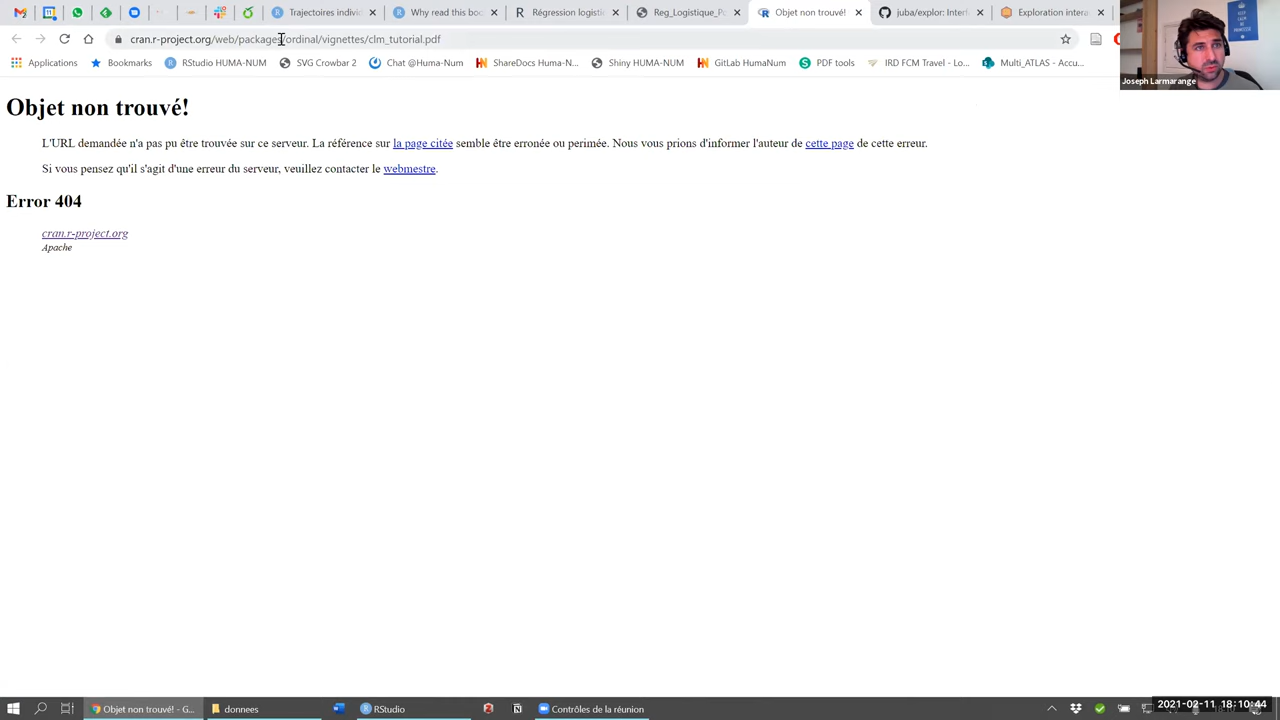 Trajectoires individ
Why read this boo
Régression logistic
Reg_Logistique_Po
Objet non trouvé!
juba/explor: Interf
Exploration intera
cran.r-project.org/web/packages/ordinal/vignettes/clm_tutorial.pdf
Applications
Bookmarks
RStudio HUMA-NUM
SVG Crowbar 2
Chat @Huma-Num
ShareDocs Huma-N...
Shiny HUMA-NUM
GitLab HumaNum
PDF tools
IRD FCM Travel - Lo...
Multi_ATLAS - Accu...
Joseph Larmarange
Objet non trouvé!
L'URL demandée n'a pas pu être trouvée sur ce serveur. La référence sur la page citée semble être erronée ou perimée. Nous vous prions d'informer l'auteur de cette page de cette erreur.
Si vous pensez qu'il s'agit d'une erreur du serveur, veuillez contacter le webmestre.
Error 404
cran.r-project.org
Apache
Objet non trouvé! - G...
donnees
RStudio
Contrôles de la réunion
2021-02-11 18:10:44